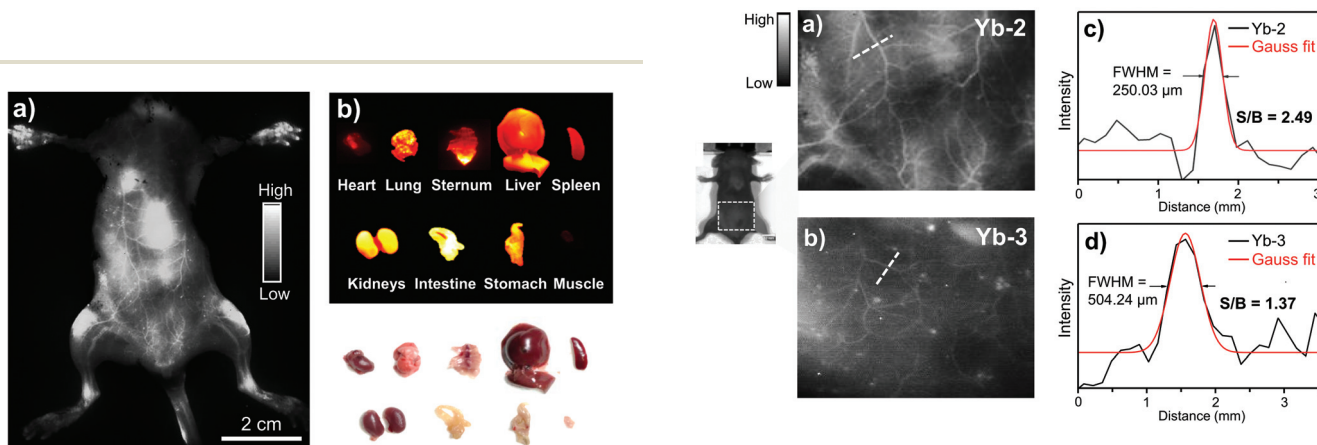 a)
High
Low
2 cm
b)
Heart Lung Sternum Liver Spleen
Kidneys Intestine Stomach Muscle
High
Low
a)
Yb-2
b)
Yb-3
c)
Yb-2
Gauss fit
FWHM =
250.03 µm
S/B = 2.49
Intensity
0 1 2 3
Distance (mm)
d)
Yb-3
Gauss fit
FWHM =
504.24 µm
S/B = 1.37
Intensity
0 1 2 3
Distance (mm)